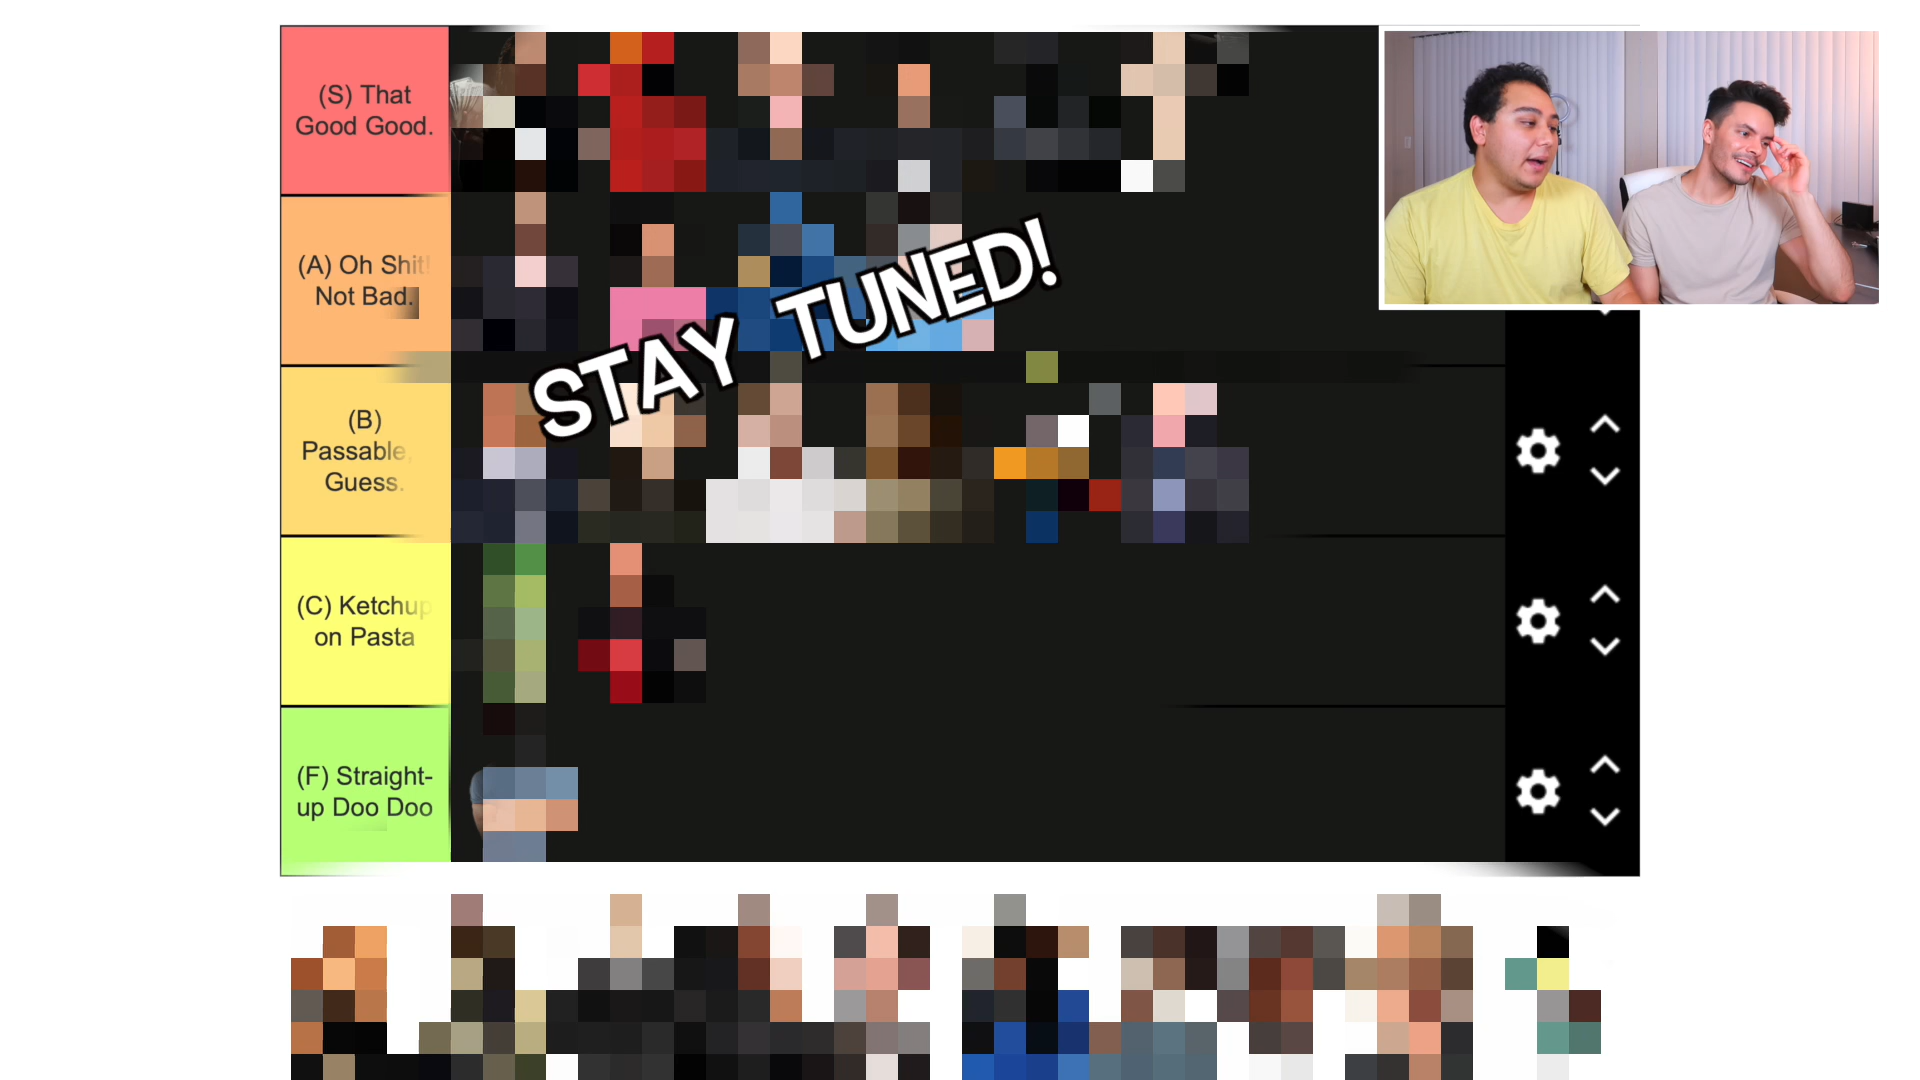 (S) That
Good Good.
(A) Oh Shit!
Not Bad.
STAY TUNED!
(B)
Passable,
Guess.
(C) Ketchup
on Pasta
(F) Straight-
up Doo Doo